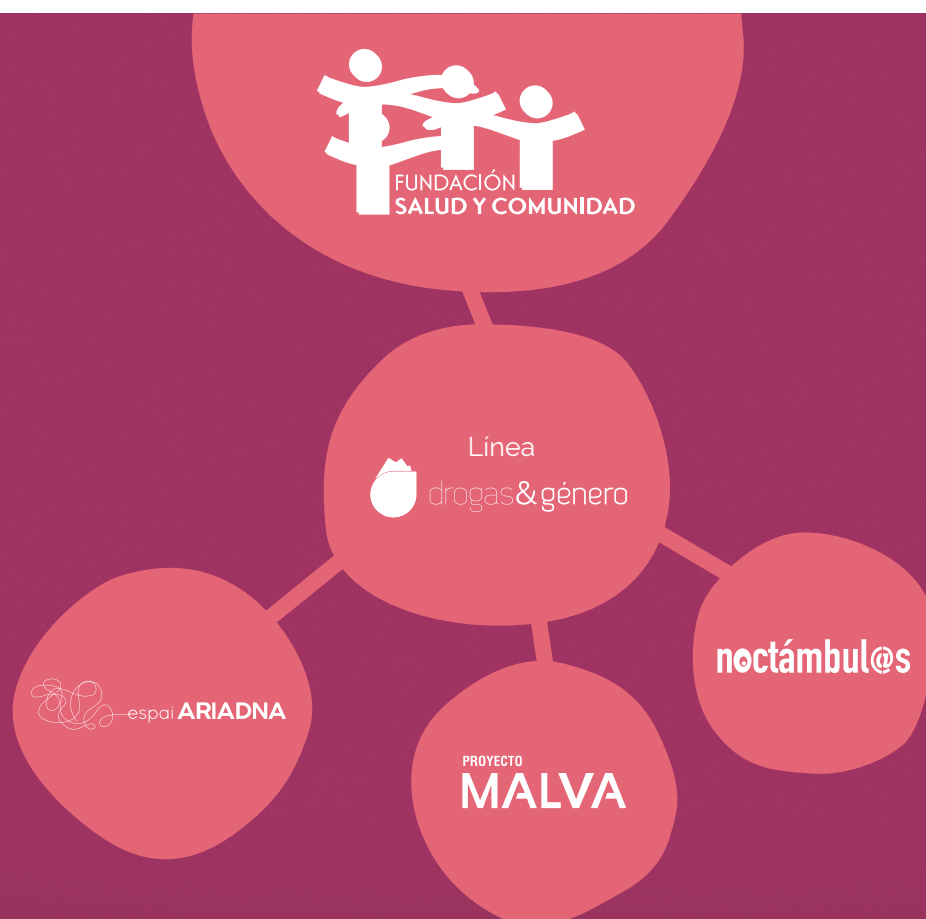 FUNDACIÓN
SALUD Y COMUNIDAD
Línea
drogas&género
noctámbul@s
espai ARIADNA
PROYECTO
MALVA